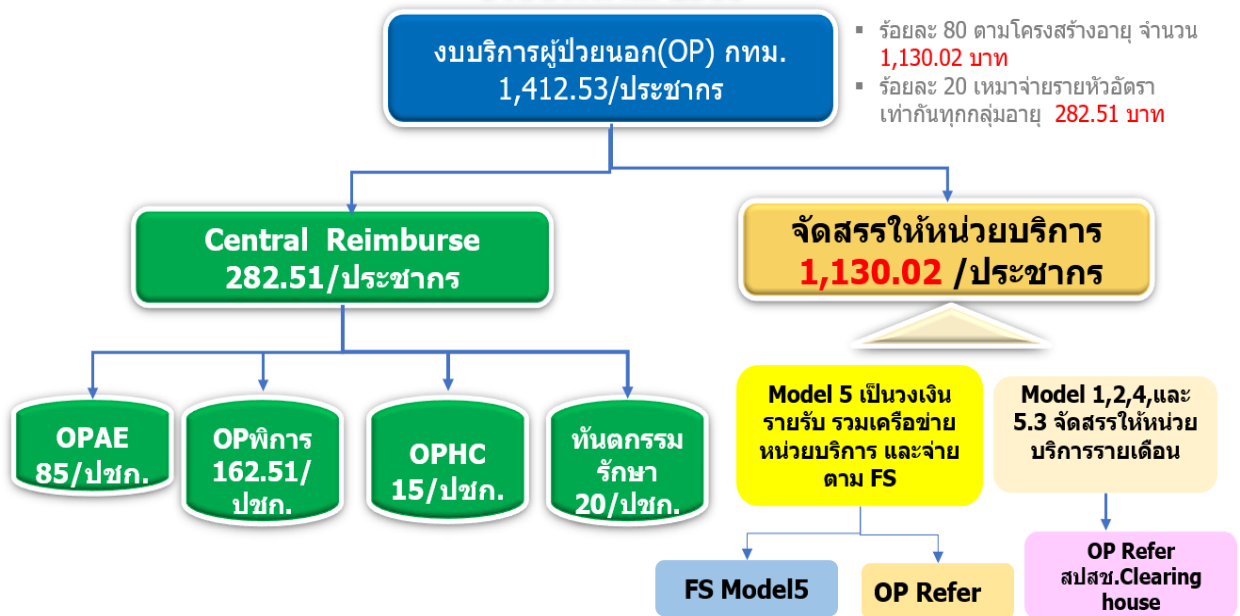 งบบริการผู้ป่วยนอก(OP) กทม.
1,412.53/ประชากร
▪ ร้อยละ 80 ตามโครงสร้างอายุ จำนวน
1,130.02 บาท
▪ ร้อยละ 20 เหมาจ่ายรายหัวอัตรา
เท่ากันทุกกลุ่มอายุ 282.51 บาท
Central Reimburse
282.51/ประชากร
จัดสรรให้หน่วยบริการ
1,130.02 /ประชากร
OPAE
85/ปชก.
OPพิการ
162.51/
ปชก.
OPHC
15/ปชก.
ทันตกรรม
รักษา
20/ปชก.
Model 5 เป็นวงเงิน
รายรับ รวมเครือข่าย
หน่วยบริการ และจ่าย
ตาม FS
Model 1,2,4,และ
5.3 จัดสรรให้หน่วย
บริการรายเดือน
FS Model5
OP Refer
OP Refer
สปสช.Clearing
house